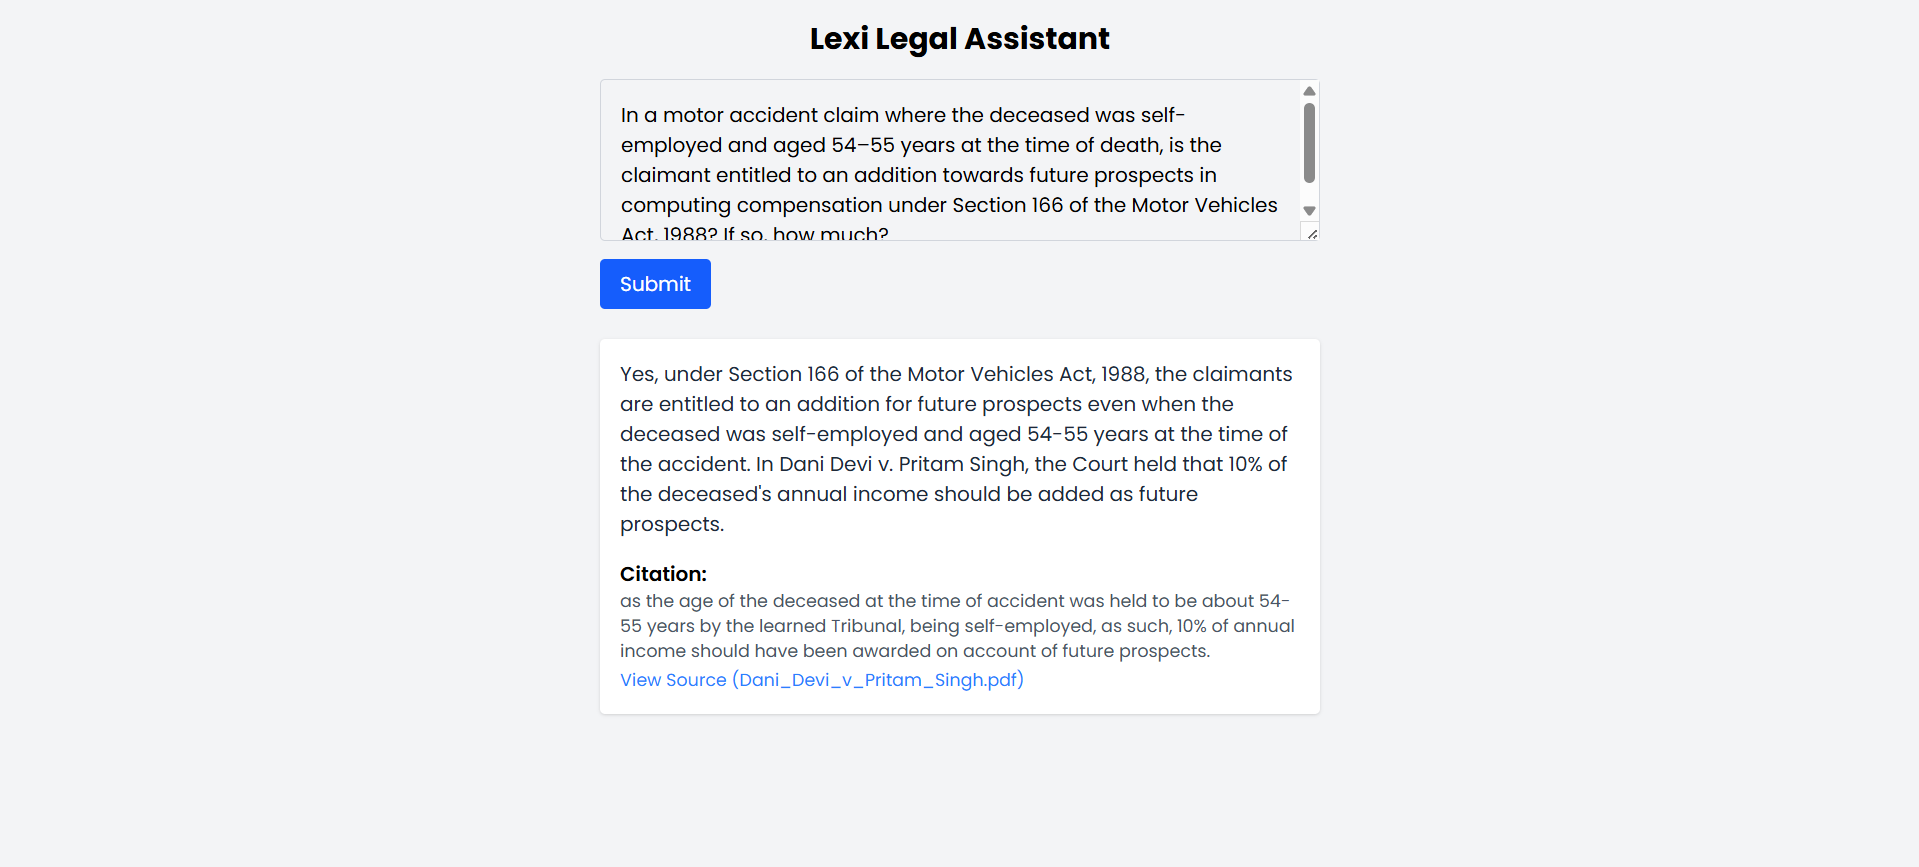 Lexi Legal Assistant
In a motor accident claim where the deceased was self-
employed and aged 54–55 years at the time of death, is the
claimant entitled to an addition towards future prospects in
computing compensation under Section 166 of the Motor Vehicles
Act, 1988? If so, how much?
Submit
Yes, under Section 166 of the Motor Vehicles Act, 1988, the claimants
are entitled to an addition for future prospects even when the
deceased was self-employed and aged 54-55 years at the time of
the accident. In Dani Devi v. Pritam Singh, the Court held that 10% of
the deceased's annual income should be added as future
prospects.
Citation:
as the age of the deceased at the time of accident was held to be about 54-
55 years by the learned Tribunal, being self-employed, as such, 10% of annual
income should have been awarded on account of future prospects.
View Source (Dani_Devi_v_Pritam_Singh.pdf)